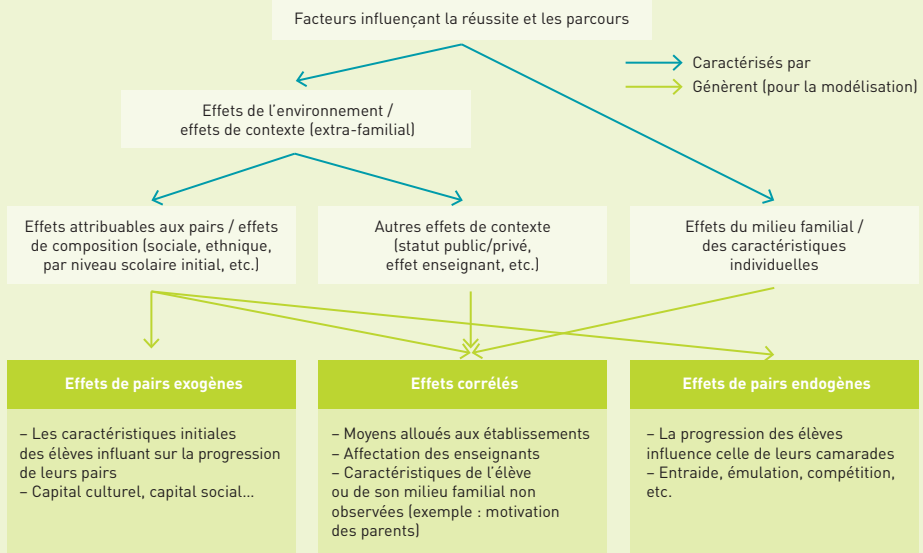 Facteurs influençant la réussite et les parcours
Caractérisés par
Génèrent (pour la modélisation)
Effets de l'environnement /
effets de contexte (extra-familial)
Effets attribuables aux pairs / effets
de composition (sociale, ethnique,
par niveau scolaire initial, etc.)
Autres effets de contexte
(statut public/privé,
effet enseignant, etc.)
Effets du milieu familial /
des caractéristiques
individuelles
Effets de pairs exogènes
– Les caractéristiques initiales
des élèves influant sur la progression
de leurs pairs
– Capital culturel, capital social…
Effets corrélés
– Moyens alloués aux établissements
– Affectation des enseignants
– Caractéristiques de l'élève
ou de son milieu familial non
observées (exemple : motivation
des parents)
Effets de pairs endogènes
– La progression des élèves
influence celle de leurs camarades
– Entraide, émulation, compétition,
etc.